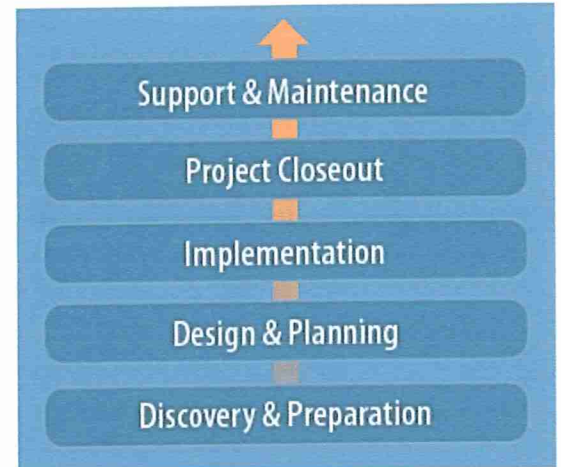 Support & Maintenance
Project Closeout
Implementation
Design & Planning
Discovery & Preparation